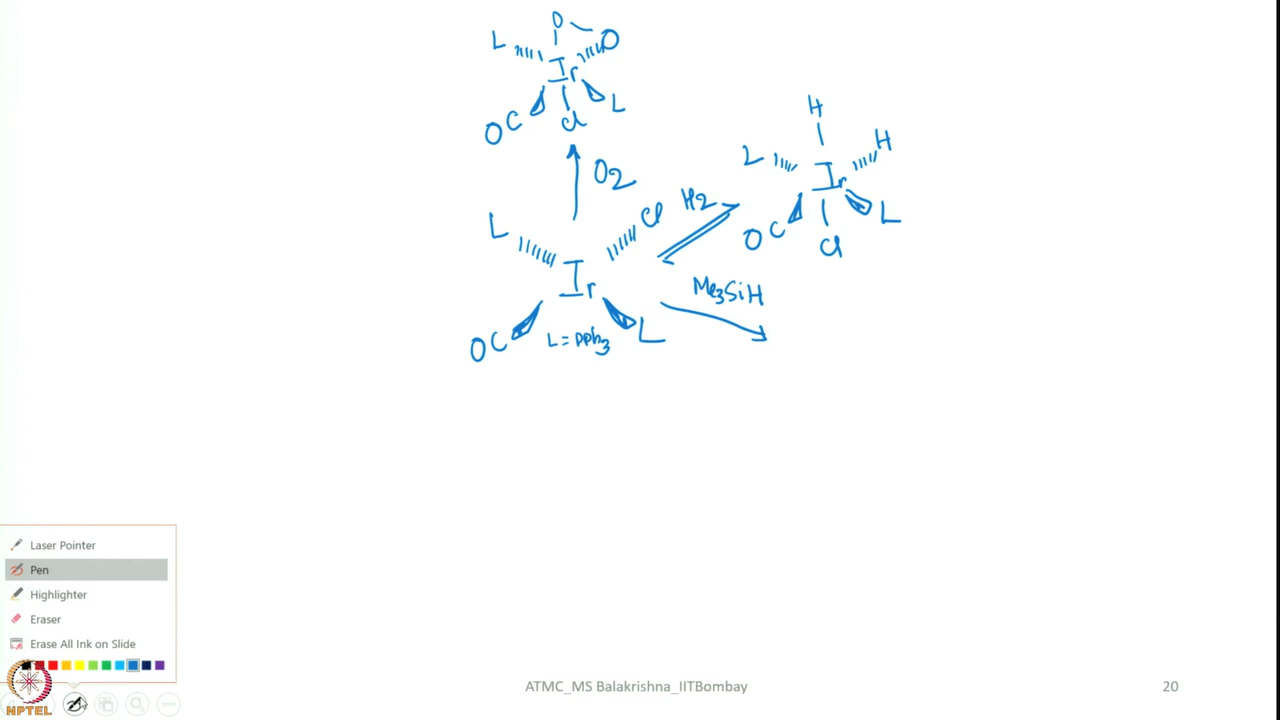 O
L O
Ir
OC Cl L
O2
H
L H
Ir
OC Cl L
H2
L Cl
Ir
OC L
L = PPh3
Me3SiH
Laser Pointer
Pen
Highlighter
Eraser
Erase All Ink on Slide
NPTEL
ATMC_MS Balakrishna_IITBombay
20